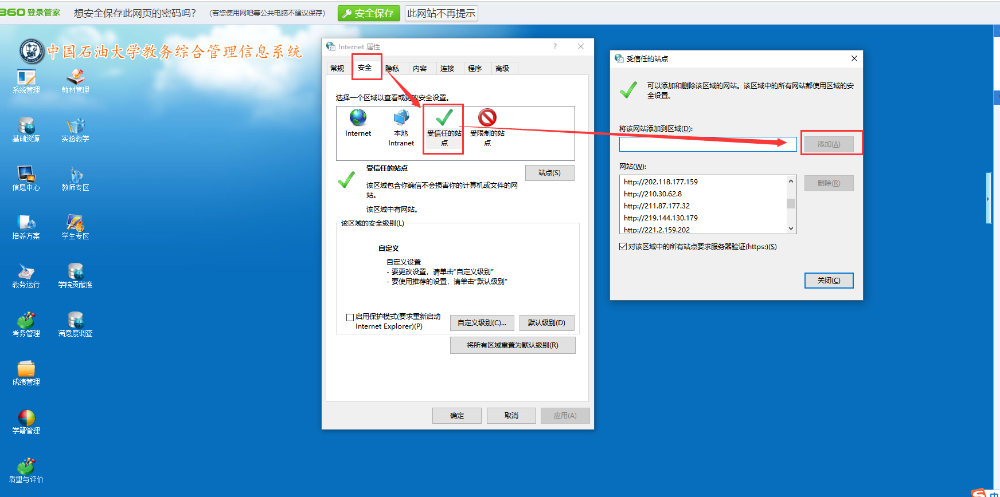 360 登录管家
想安全保存此网页的密码吗？
（若您使用网吧等公共电脑不建议保存）
安全保存
此网站不再提示
中国石油大学教务综合管理信息系统
系统管理
教材管理
基础资源
实验教学
信息中心
教师专区
培养方案
学生专区
教务运行
学院贡献度
考务管理
满意度调查
成绩管理
学籍管理
质量与评价
Internet 属性
?
常规
安全
隐私
内容
连接
程序
高级
选择一个区域以查看或更改安全设置。
Internet
本地
Intranet
受信任的站
点
受限制的站
点
受信任的站点
站点(S)
该区域包含你确信不会损害你的计算机或文件的网
站。
该区域中有网站。
该区域的安全级别(L)
自定义
自定义设置
- 要更改设置，请单击“自定义级别”
- 要使用推荐的设置，请单击“默认级别”
启用保护模式(要求重新启动
Internet Explorer)(P)
自定义级别(C)...
默认级别(D)
将所有区域重置为默认级别(R)
确定
取消
应用(A)
受信任的站点
可以添加和删除该区域的网站。该区域中的所有网站都使用区域的安
全设置。
将该网站添加到区域(D):
添加(A)
网站(W):
http://202.118.177.159
http://210.30.62.8
http://211.87.177.32
http://219.144.130.179
http://221.2.159.202
删除(R)
对该区域中的所有站点要求服务器验证(https:)(S)
关闭(C)
S
中